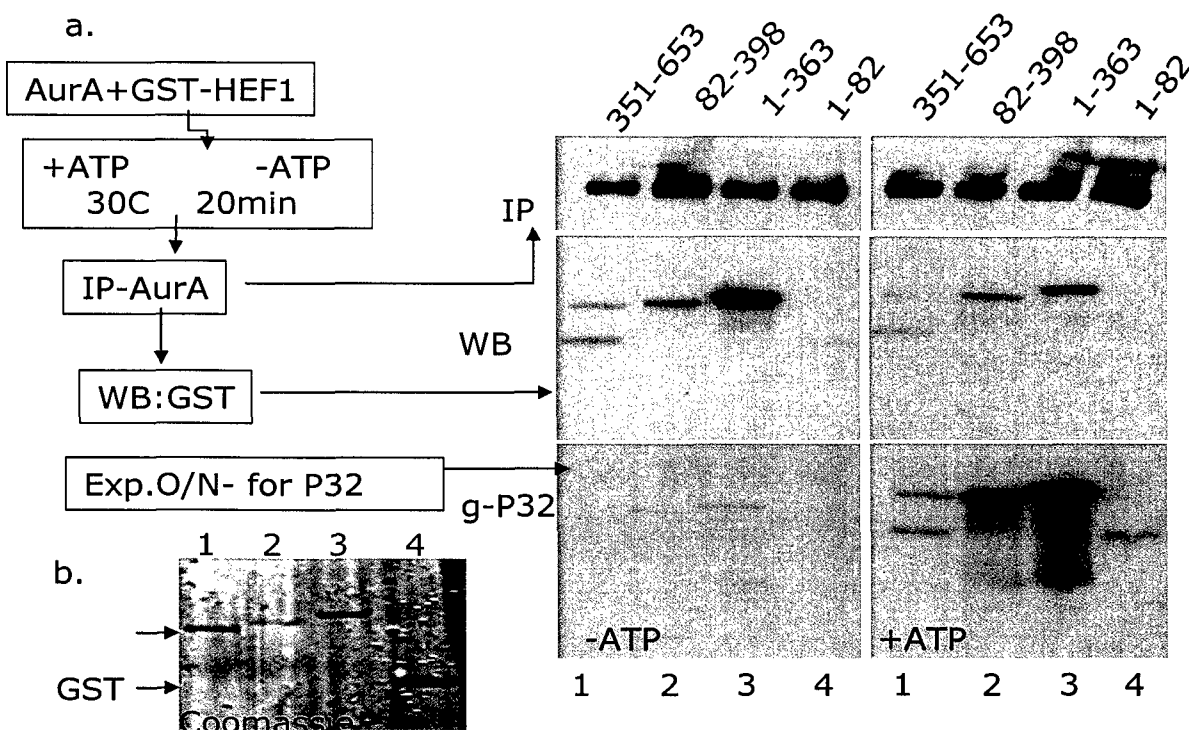 a.
AurA+GST-HEF1
+ATP -ATP
30C 20min
IP-AurA
WB:GST
Exp.O/N- for P32
IP
WB
g-P32
351-653 82-398 1-363 1-82
351-653 82-398 1-363 1-82
-ATP +ATP
1 2 3 4
1 2 3 4
b.
1 2 3 4
GST
Coomassie